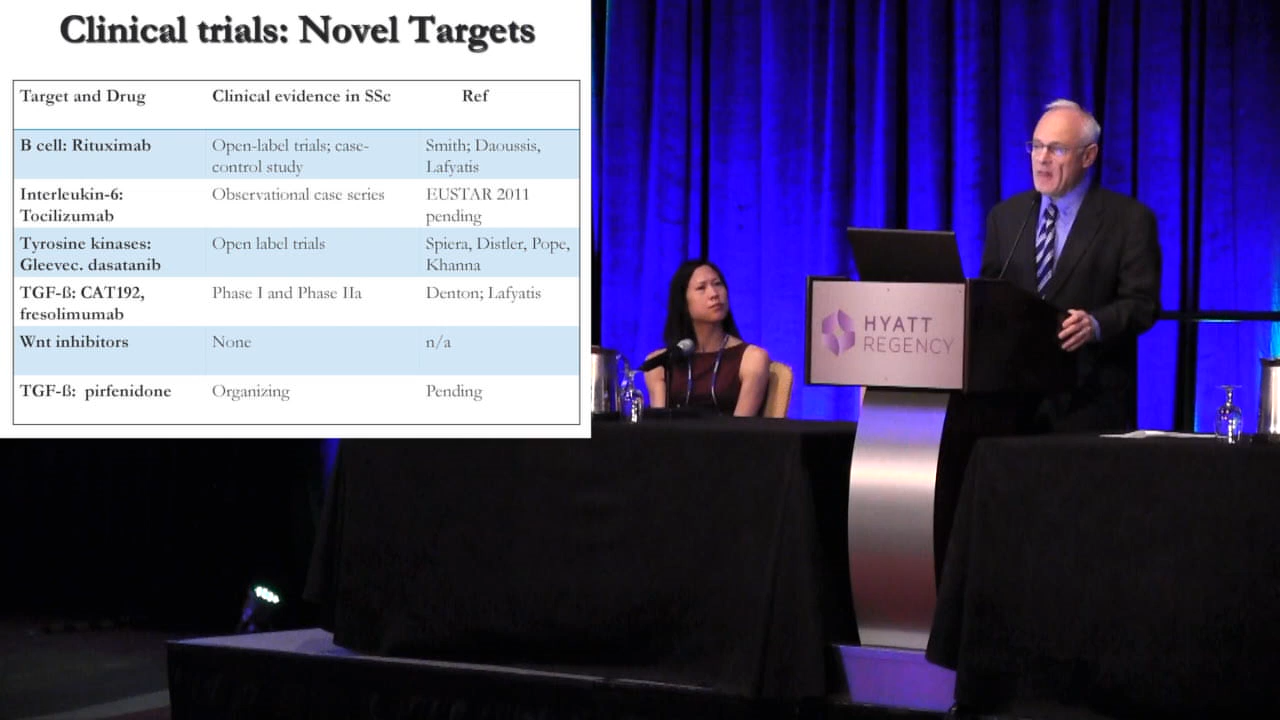 Clinical trials: Novel Targets
Target and Drug Clinical evidence in SSc Ref
B cell: Rituximab Open-label trials; case- Smith; Daoussis,
control study Lafyatis
Interleukin-6: Observational case series EUSTAR 2011
Tocilizumab pending
Tyrosine kinases: Open label trials Spiera, Distler, Pope,
Gleevec. dasatanib Khanna
TGF-ß: CAT192, Phase I and Phase IIa Denton; Lafyatis
fresolimumab
Wnt inhibitors None n/a
TGF-ß: pirfenidone Organizing Pending
HYATT
REGENCY